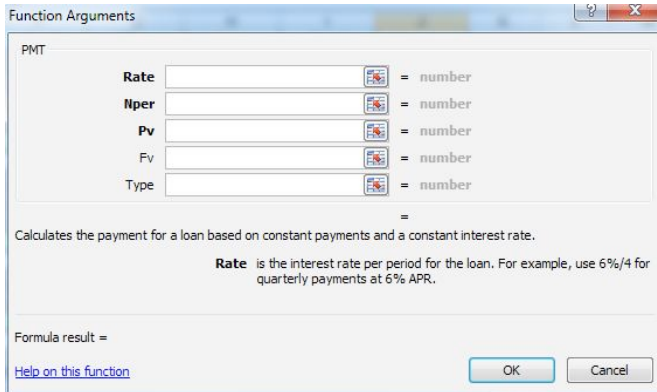 Function Arguments
PMT
Rate = number
Nper = number
Pv = number
Fv = number
Type = number
=
Calculates the payment for a loan based on constant payments and a constant interest rate.
Rate is the interest rate per period for the loan. For example, use 6%/4 for
quarterly payments at 6% APR.
Formula result =
Help on this function
OK Cancel